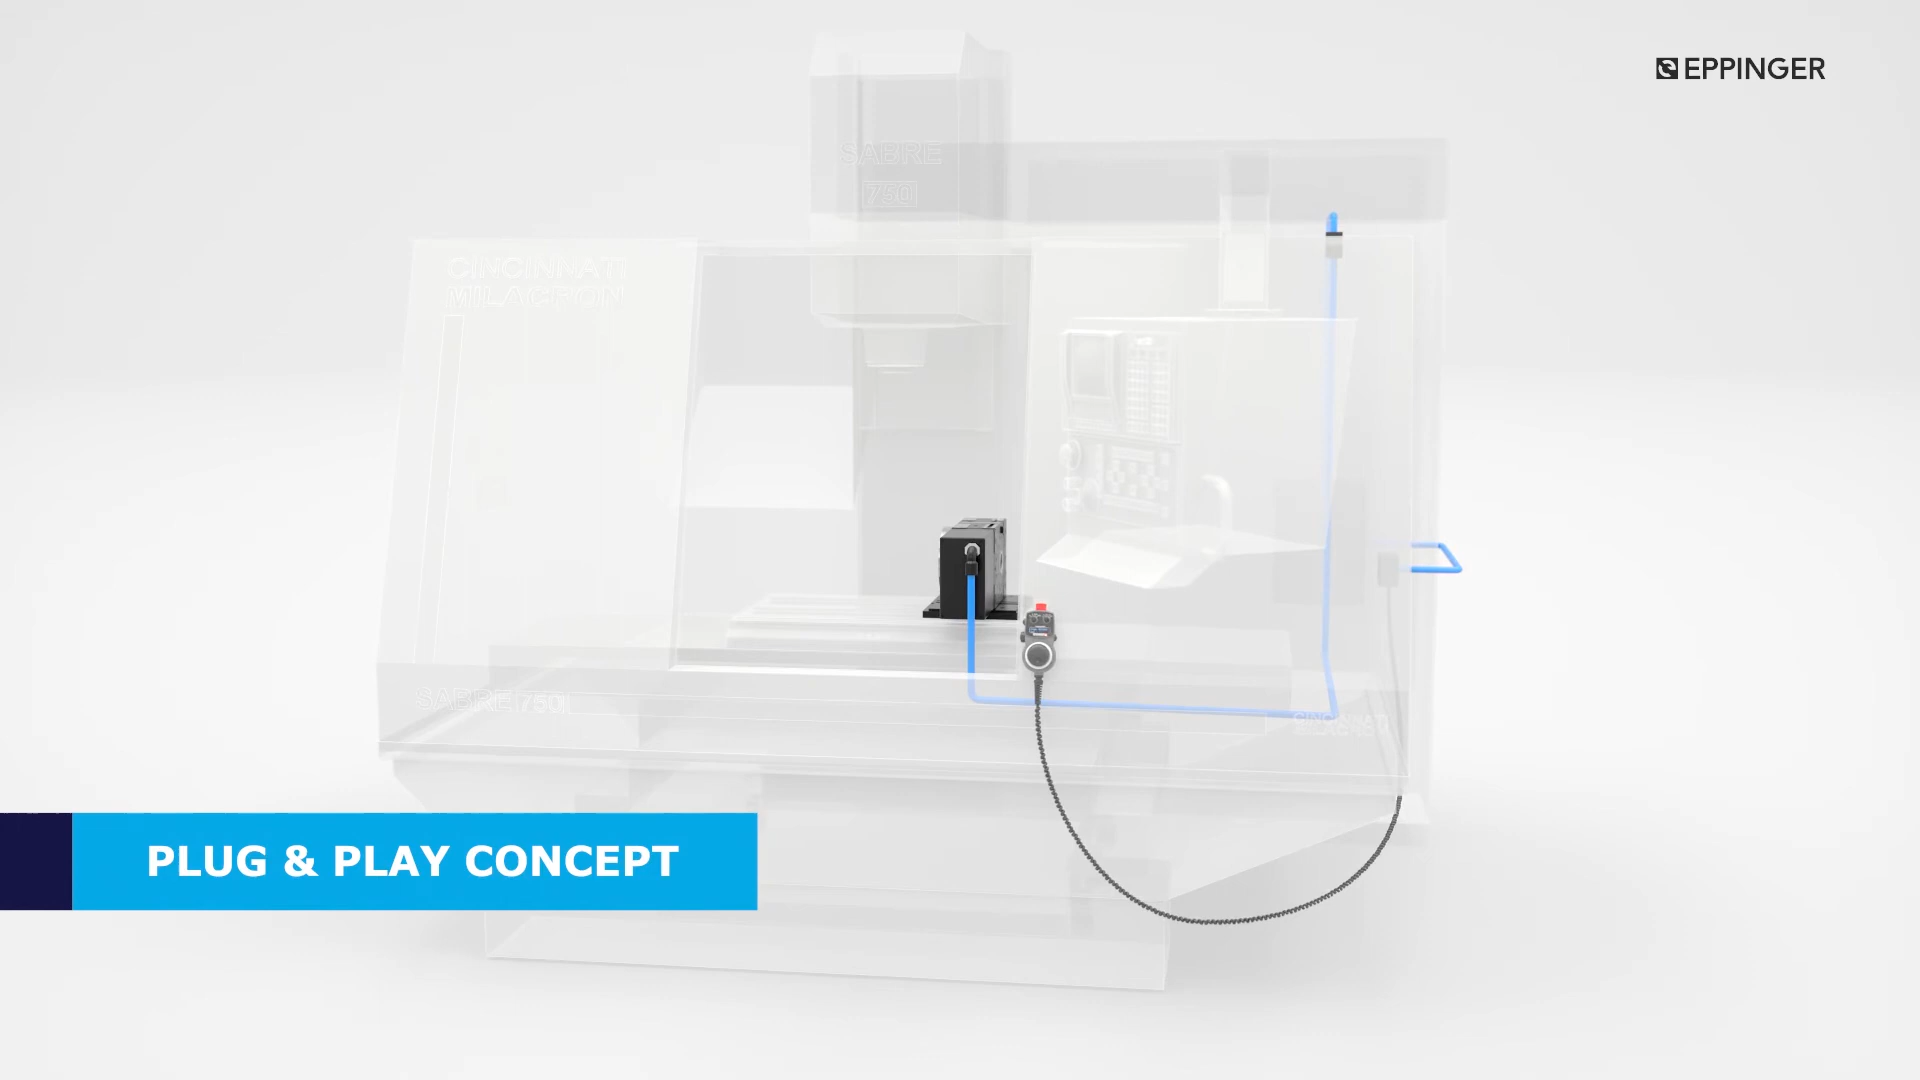 EPPINGER
SABRE
750
CINCINNATI
MILACRON
SABRE 750
PLUG & PLAY CONCEPT